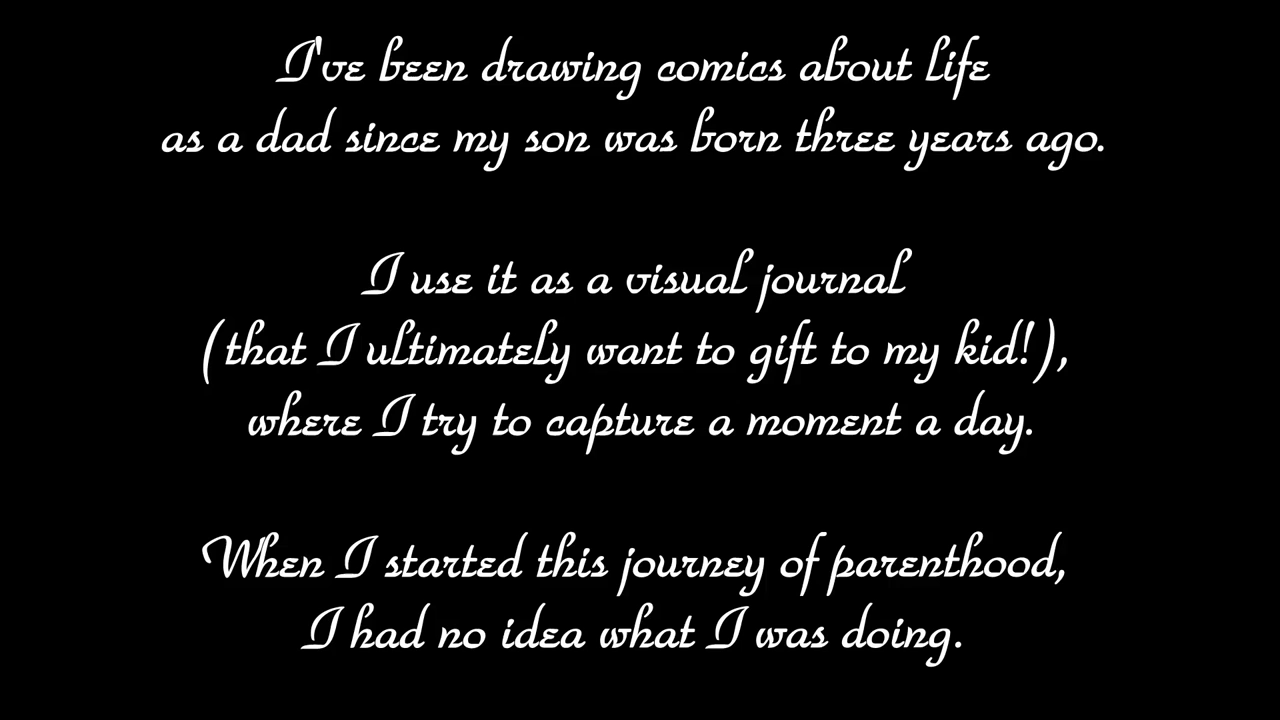 I've been drawing comics about life
as a dad since my son was born three years ago.
I use it as a visual journal
(that I ultimately want to gift to my kid!),
where I try to capture a moment a day.
When I started this journey of parenthood,
I had no idea what I was doing.